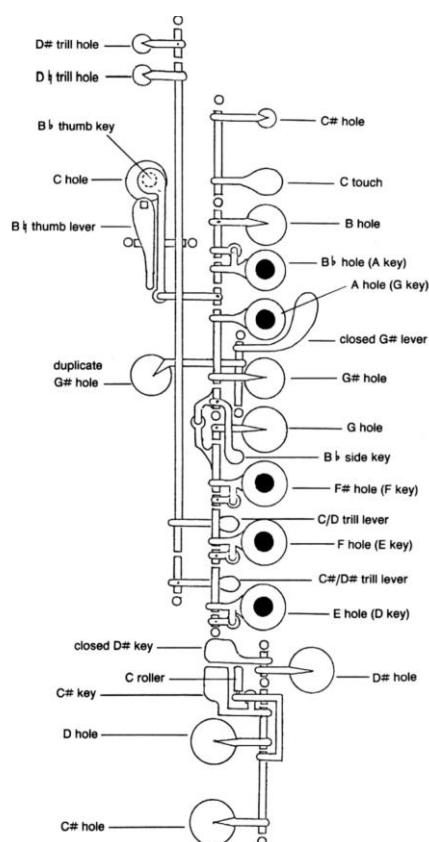 D# trill hole
D♮ trill hole
B♭ thumb key
C# hole
C hole
C touch
B♮ thumb lever
B hole
B♭ hole (A key)
A hole (G key)
closed G# lever
duplicate
G# hole
G# hole
G hole
B♭ side key
F# hole (F key)
C/D trill lever
F hole (E key)
C#/D# trill lever
E hole (D key)
closed D# key
C roller
D# hole
C# key
D hole
C# hole